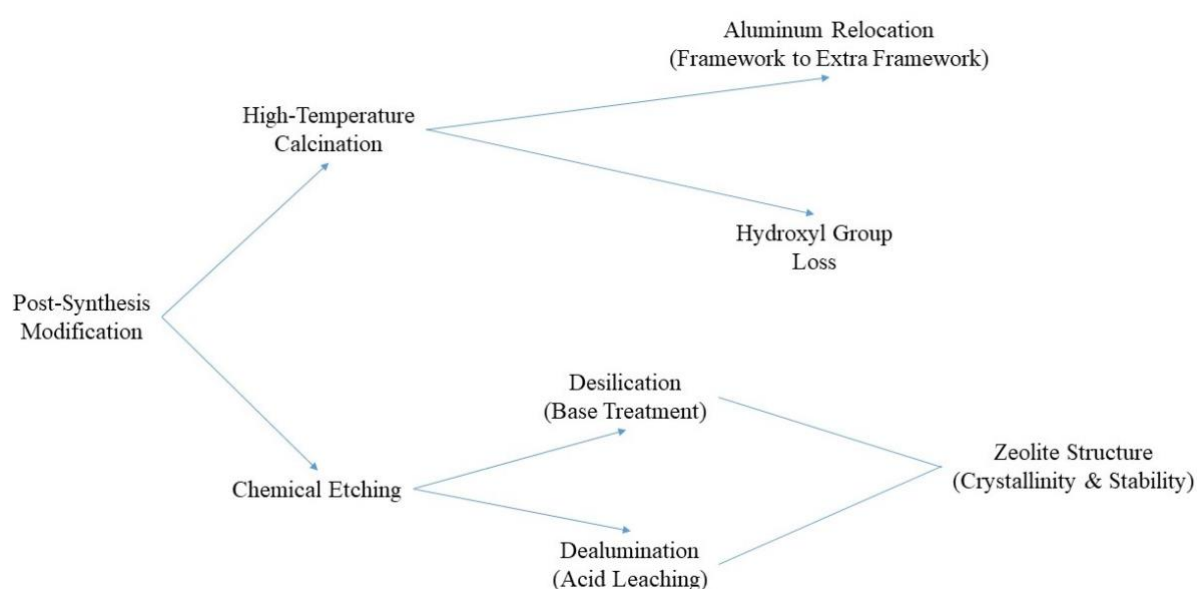 Aluminum Relocation
(Framework to Extra Framework)
High-Temperature
Calcination
Hydroxyl Group
Loss
Post-Synthesis
Modification
Desilication
(Base Treatment)
Zeolite Structure
(Crystallinity & Stability)
Chemical Etching
Dealumination
(Acid Leaching)